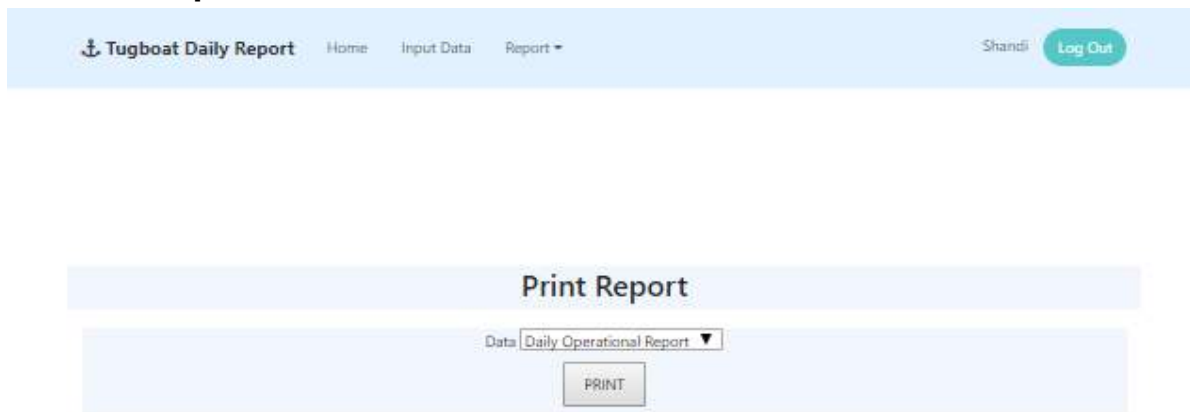 Tugboat Daily Report Home Input Data Report Shandi Log Out
Print Report
Data Daily Operational Report
PRINT